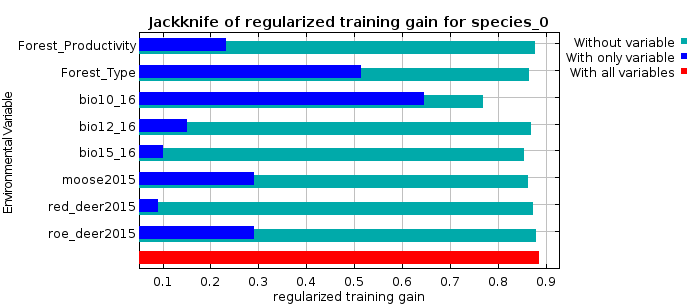 Jackknife of regularized training gain for species_0
Environmental Variable
Forest_Productivity
Forest_Type
bio10_16
bio12_16
bio15_16
moose2015
red_deer2015
roe_deer2015
Without variable
With only variable
With all variables
0.1 0.2 0.3 0.4 0.5 0.6 0.7 0.8 0.9
regularized training gain